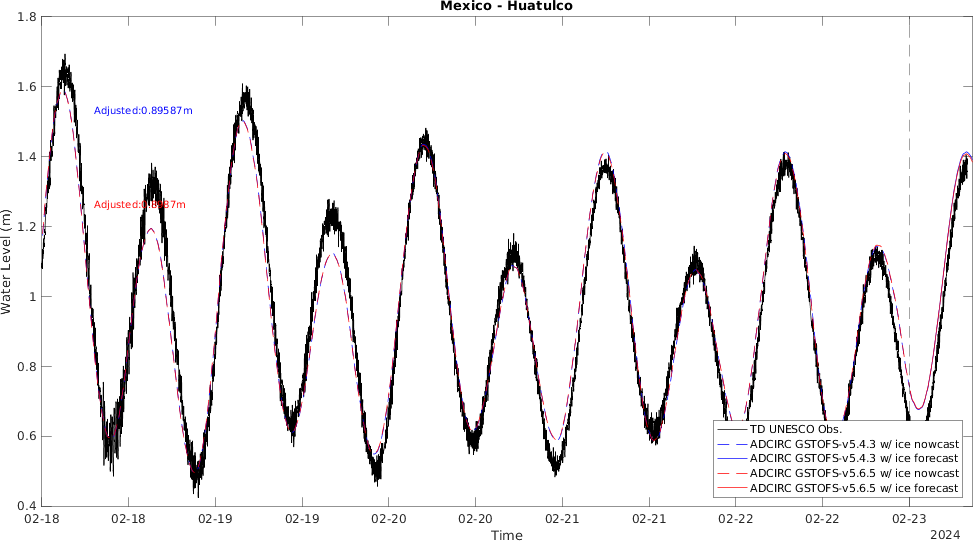 Mexico - Huatulco
Water Level (m)
1.8
1.6
1.4
1.2
1
0.8
0.6
0.4
Adjusted:0.89587m
TD UNESCO Obs.
ADCIRC GSTOFS-v5.4.3 w/ ice nowcast
ADCIRC GSTOFS-v5.4.3 w/ ice forecast
ADCIRC GSTOFS-v5.6.5 w/ ice nowcast
ADCIRC GSTOFS-v5.6.5 w/ ice forecast
02-18 02-18 02-19 02-19 02-20 02-20 02-21 02-21 02-22 02-22 02-23
Time
2024